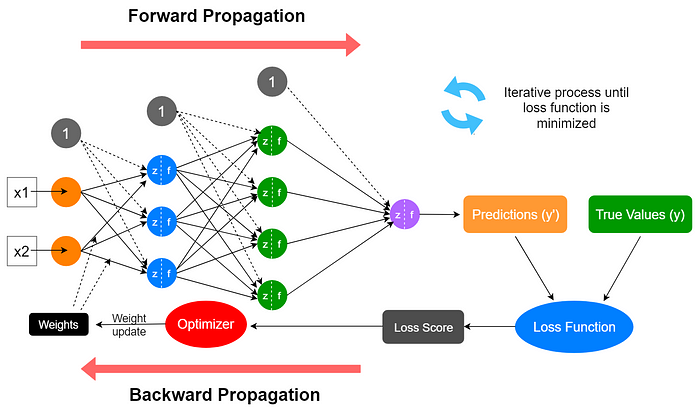 Forward Propagation
1
1
1
Iterative process until
loss function is
minimized
x1
x2
z f
z f
z f
z f
z f
z f
z f
z f
Predictions (y')
True Values (y)
Weights
Weight
update
Optimizer
Loss Score
Loss Function
Backward Propagation